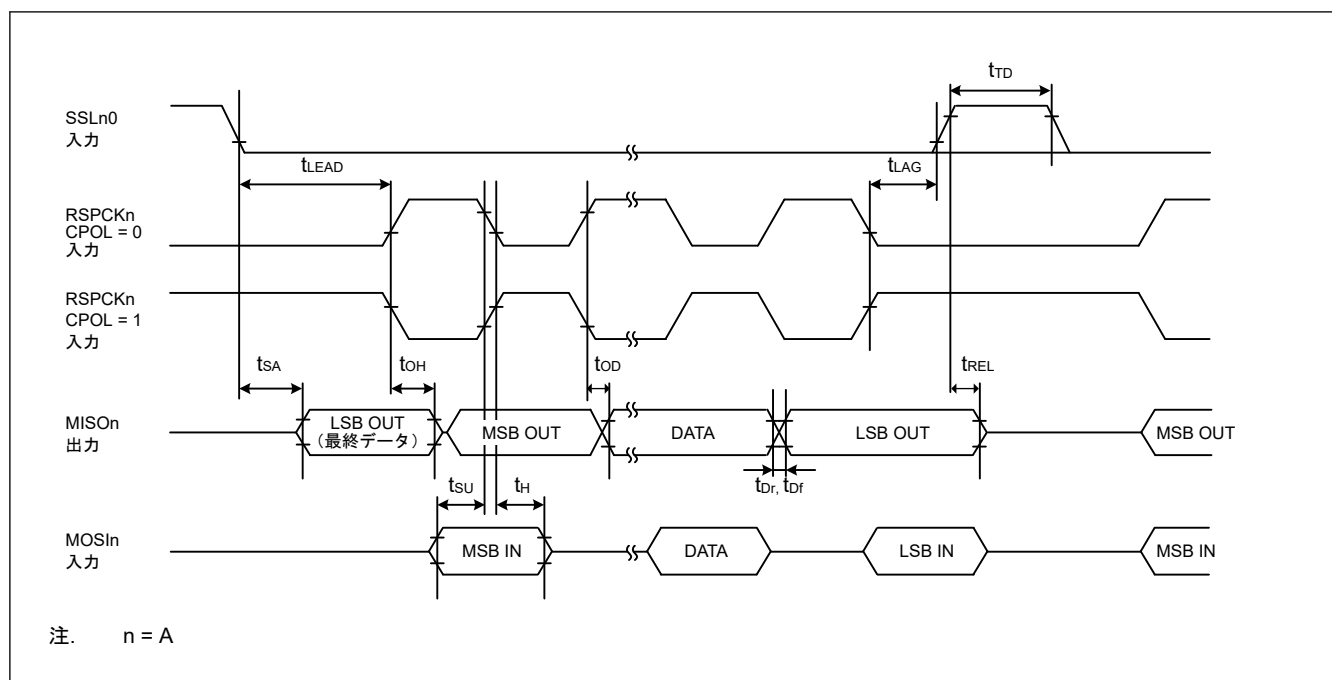 tTD
SSLn0
入力
tLEAD
tLAG
RSPCKn
CPOL = 0
入力
RSPCKn
CPOL = 1
入力
tSA
tOH
tOD
tREL
MISOn
出力
LSB OUT
(最終データ)
MSB OUT
DATA
LSB OUT
MSB OUT
tSU
tH
tDr, tDf
MOSIn
入力
MSB IN
DATA
LSB IN
MSB IN
注. n = A